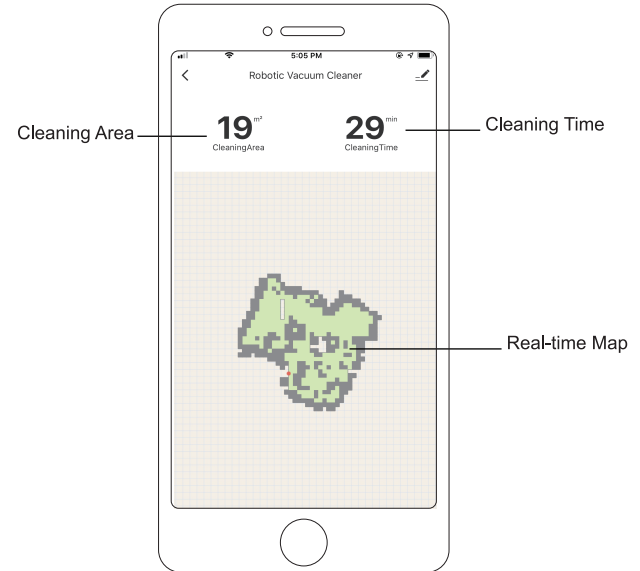 5:05 PM
Robotic Vacuum Cleaner
Cleaning Area
19 m²
CleaningArea
29 min
CleaningTime
Cleaning Time
Real-time Map